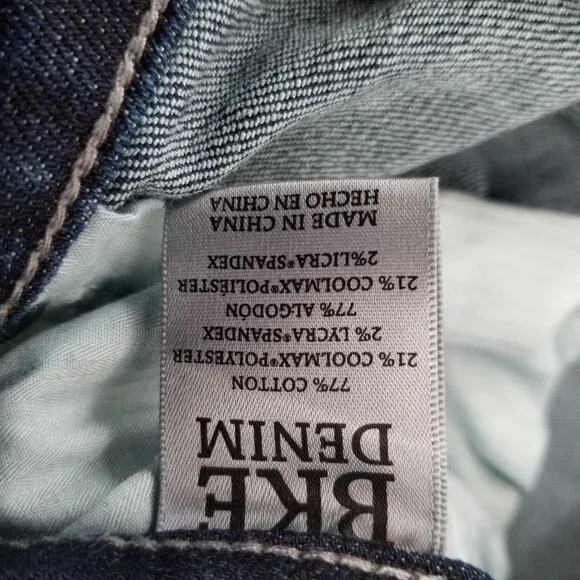 BKE
DENIM
77% COTTON
21% COOLMAX®POLYESTER
2% LYCRA®SPANDEX
77% ALGODON
21% COOLMAX®POLIÉSTER
2%LICRA®SPANDEX
MADE IN CHINA
HECHO EN CHINA